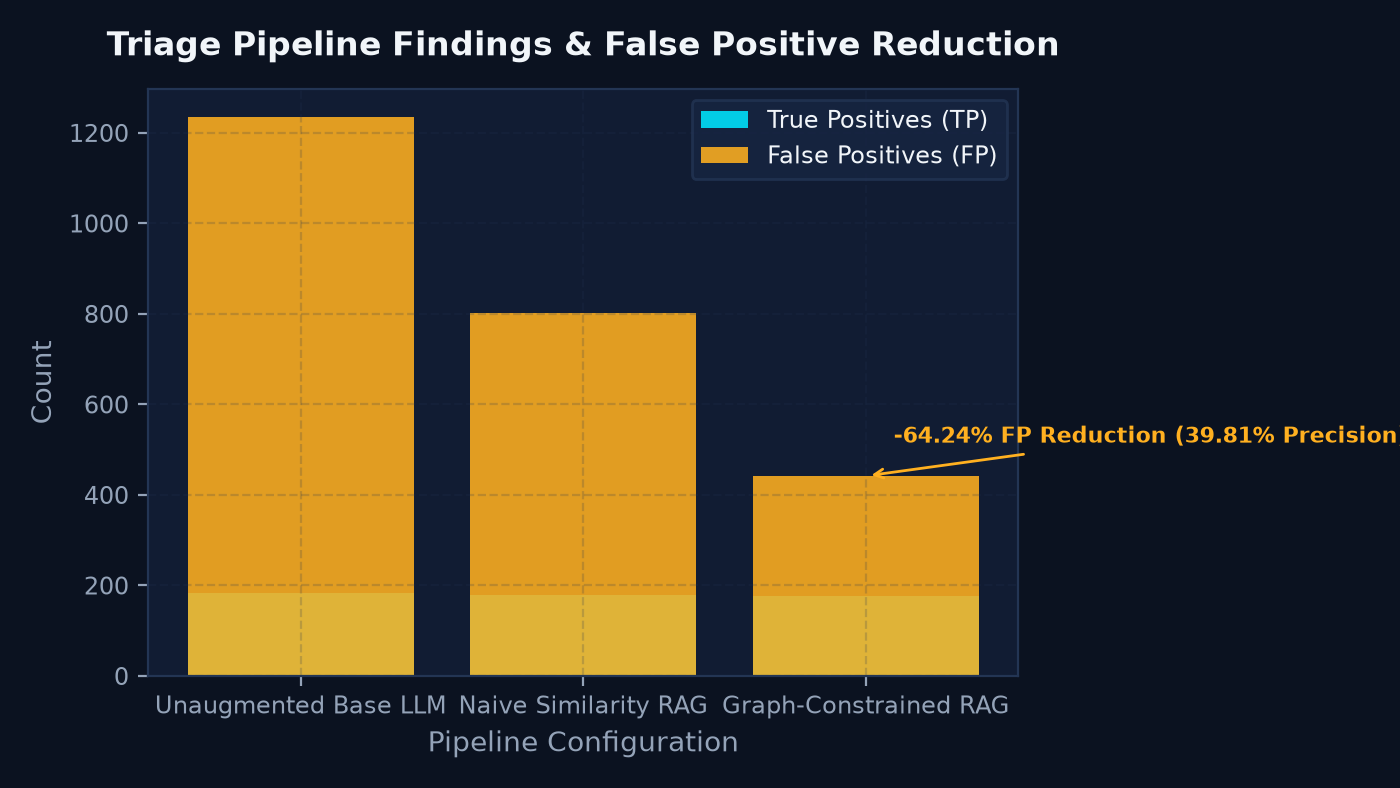 Triage Pipeline Findings & False Positive Reduction
True Positives (TP)
False Positives (FP)
1200
1000
800
600
400
200
0
Count
-64.24% FP Reduction (39.81% Precision
Unaugmented Base LLM
Naive Similarity RAG
Graph-Constrained RAG
Pipeline Configuration